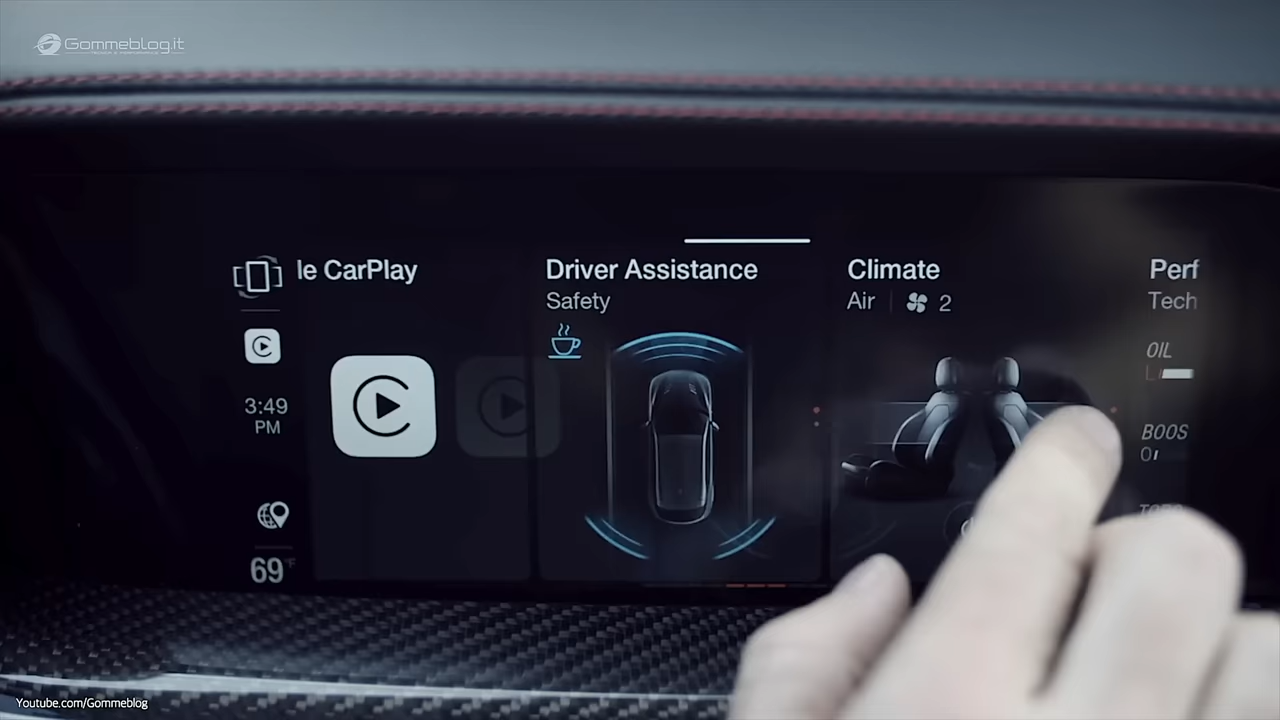 Gommeblog.it
le CarPlay
Driver Assistance
Safety
Climate
Air
2
Perf
Tech
OIL
L
BOOS
0
3:49
PM
69°F
Youtube.com/Gommeblog